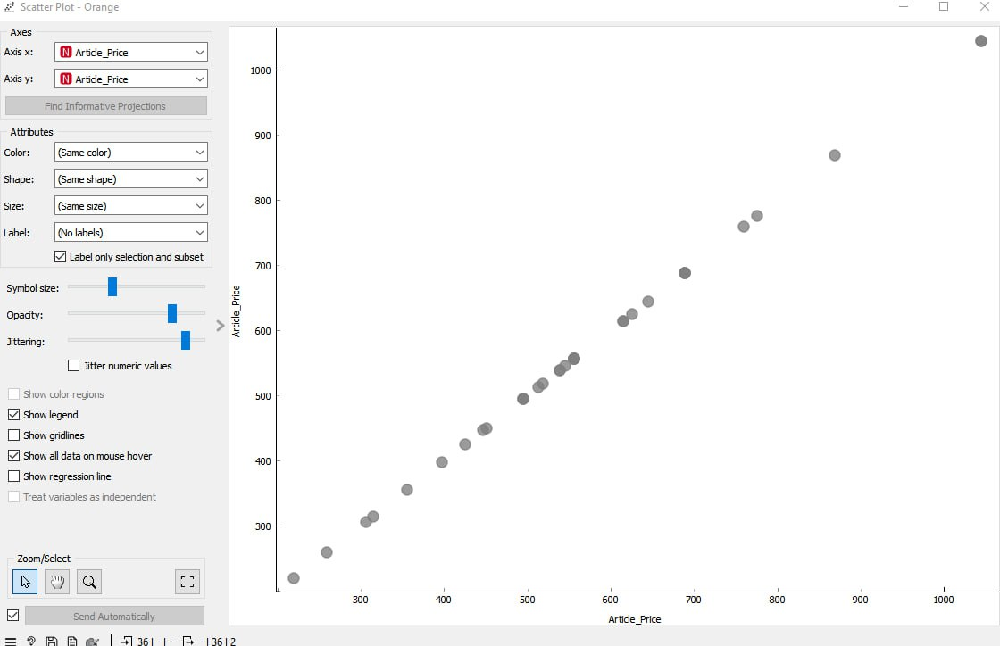 Scatter Plot - Orange
Axes
Axis x: N Article_Price
Axis y: N Article_Price
Find Informative Projections
Attributes
Color: (Same color)
Shape: (Same shape)
Size: (Same size)
Label: (No labels)
Label only selection and subset
Symbol size:
Opacity:
Jittering:
Jitter numeric values
Show color regions
Show legend
Show gridlines
Show all data on mouse hover
Show regression line
Treat variables as independent
Zoom/Select
Send Automatically
? 36 | - | - - | 36 | 2
1000
900
800
700
600
500
400
300
Article_Price
300 400 500 600 700 800 900 1000
Article_Price